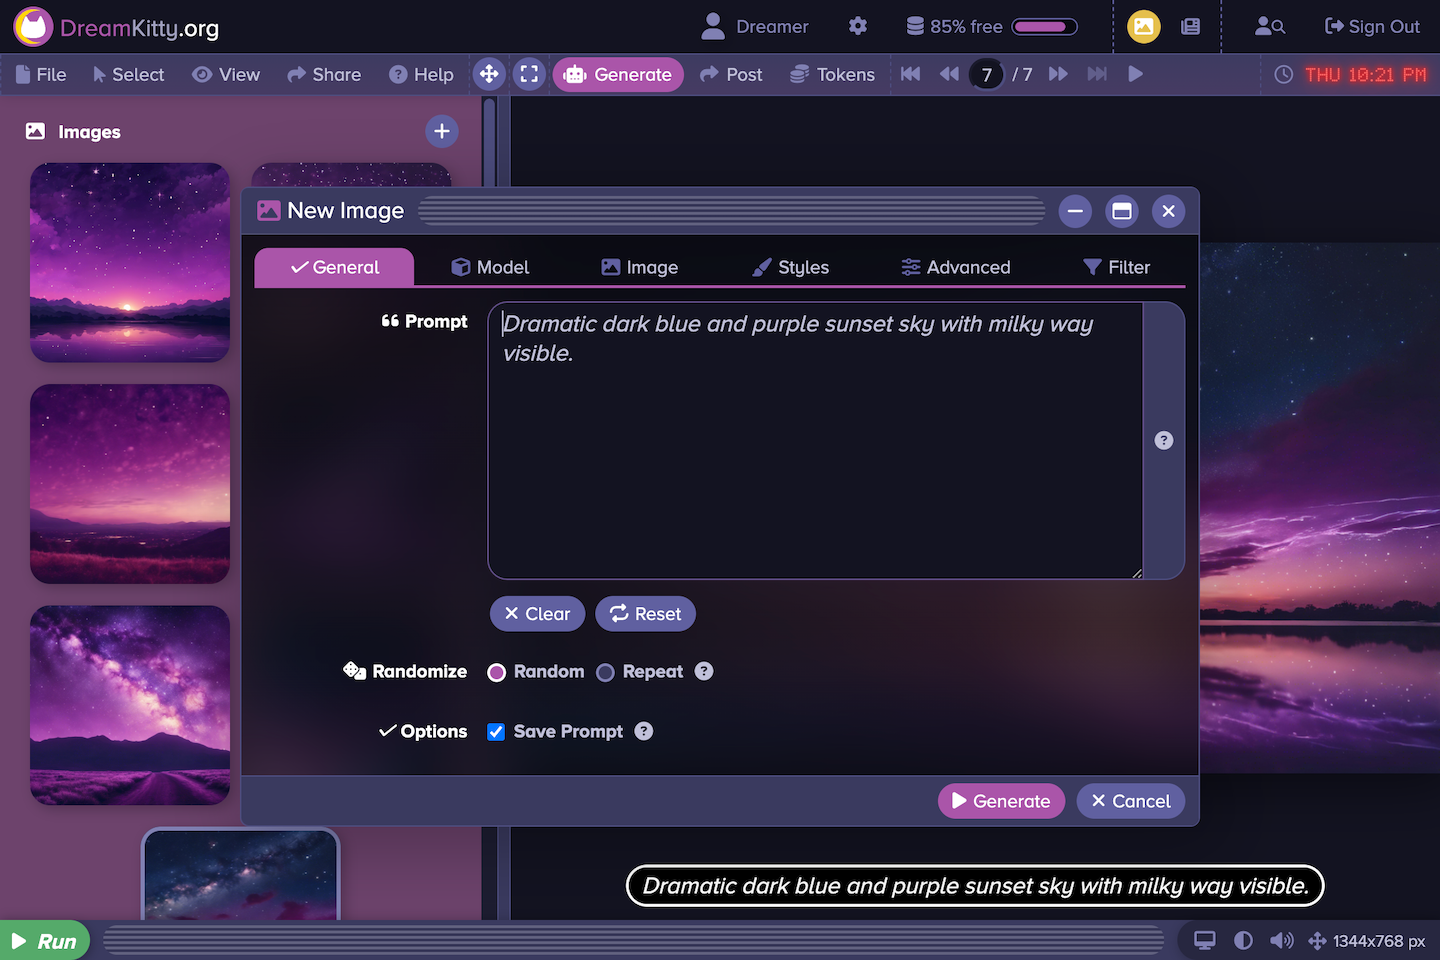 DreamKitty.org
Dreamer
85% free
Sign Out
File
Select
View
Share
Help
Generate
Post
Tokens
7 / 7
THU 10:21 PM
Images
New Image
General
Model
Image
Styles
Advanced
Filter
Prompt
Dramatic dark blue and purple sunset sky with milky way
visible.
Clear
Reset
Randomize
Random
Repeat
Options
Save Prompt
Generate
Cancel
Dramatic dark blue and purple sunset sky with milky way visible.
Run
1344x768 px